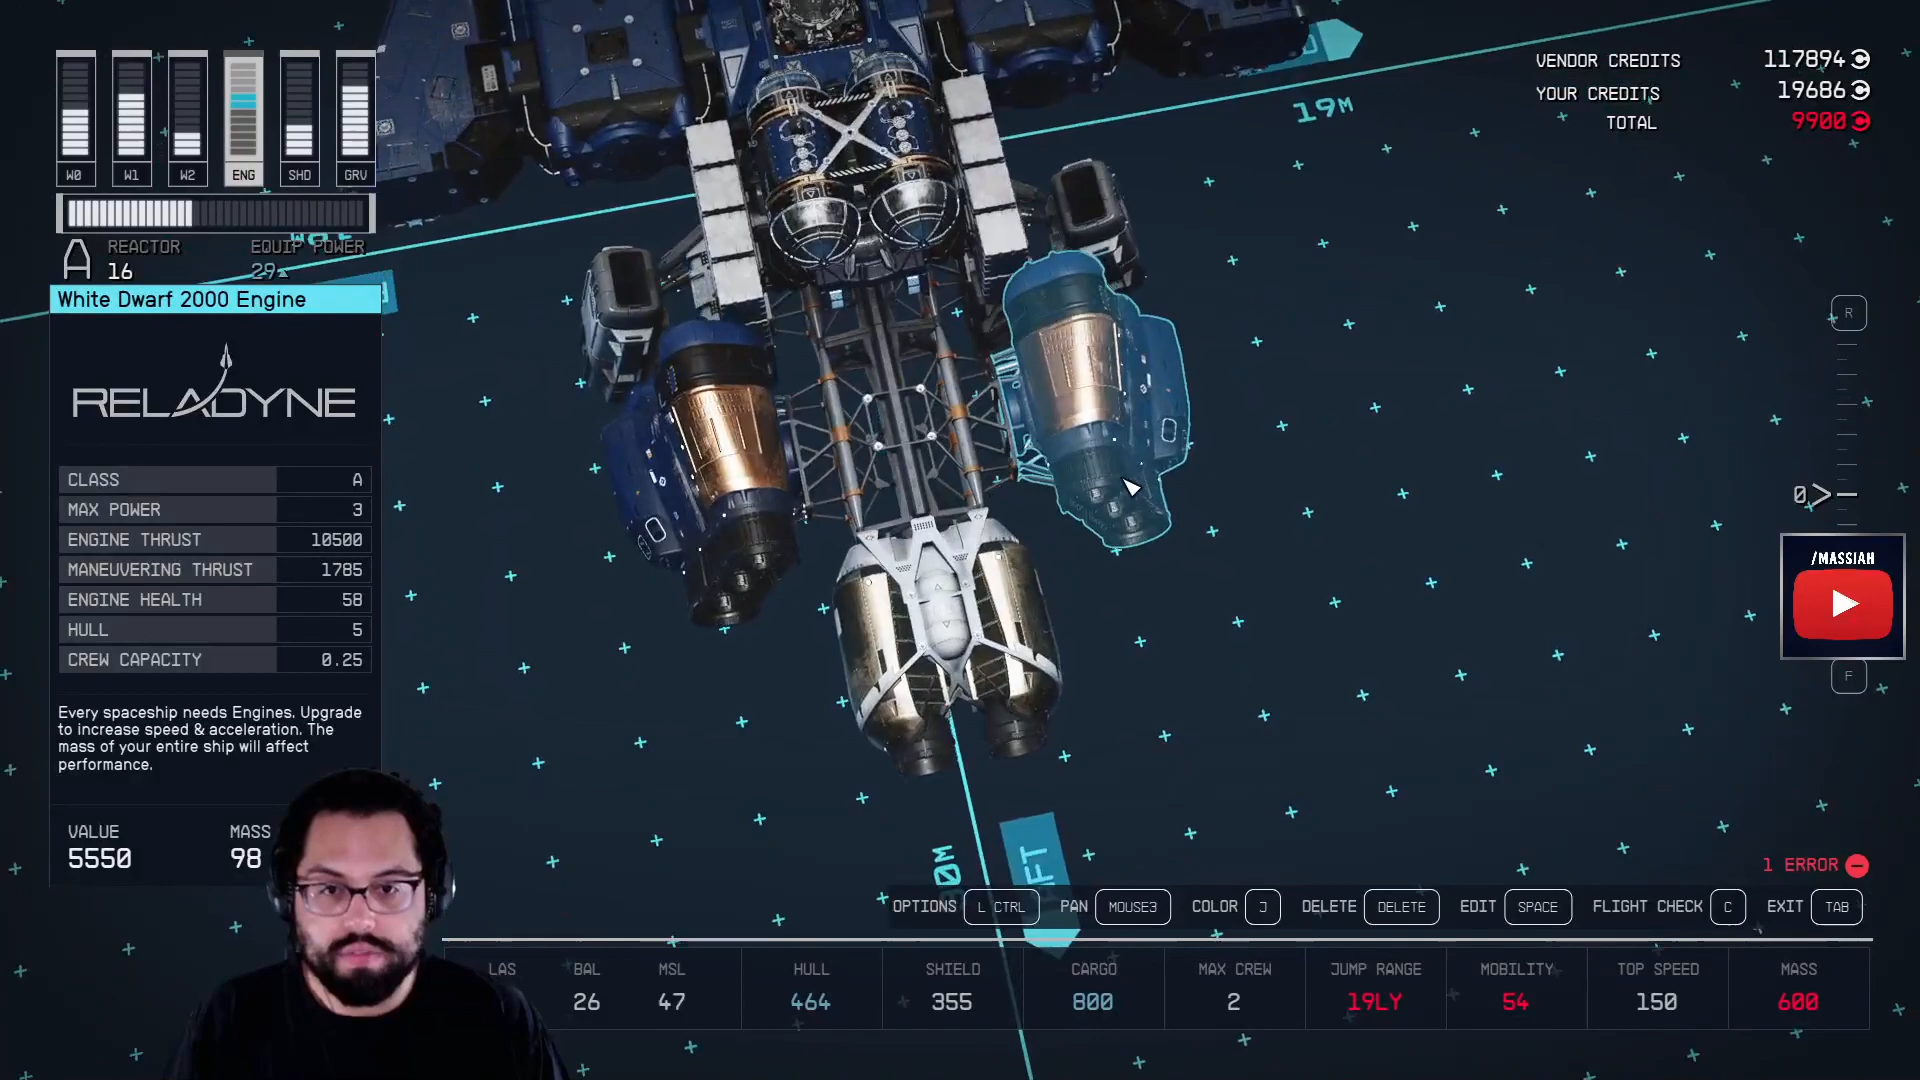 VENDOR CREDITS 117894
YOUR CREDITS 19686
TOTAL 9900
19M
W0 W1 W2 ENG SHD GRV
REACTOR EQUIP POWER
A 16 29
White Dwarf 2000 Engine
RELADYNE
CLASS A
MAX POWER 3
ENGINE THRUST 10500
MANEUVERING THRUST 1785
ENGINE HEALTH 58
HULL 5
CREW CAPACITY 0.25
Every spaceship needs Engines. Upgrade
to increase speed & acceleration. The
mass of your entire ship will affect
performance.
VALUE MASS
5550 98
R
0
/MASSIAH
F
1 ERROR
OPTIONS L CTRL PAN MOUSE3 COLOR J DELETE DELETE EDIT SPACE FLIGHT CHECK C EXIT TAB
LAS BAL MSL HULL SHIELD CARGO MAX CREW JUMP RANGE MOBILITY TOP SPEED MASS
26 47 464 355 800 2 19LY 54 150 600